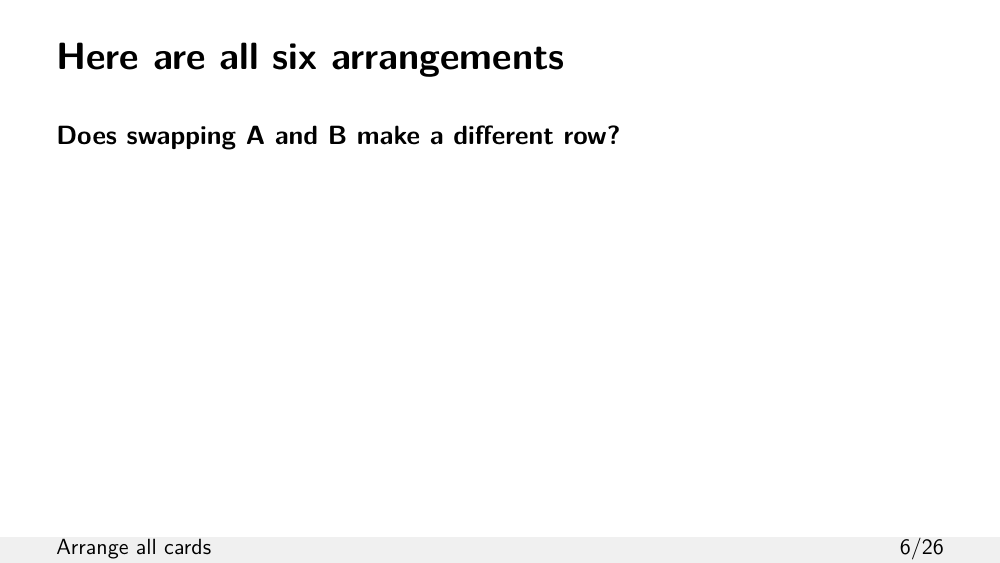 Here are all six arrangements
Does swapping A and B make a different row?
Arrange all cards
6/26